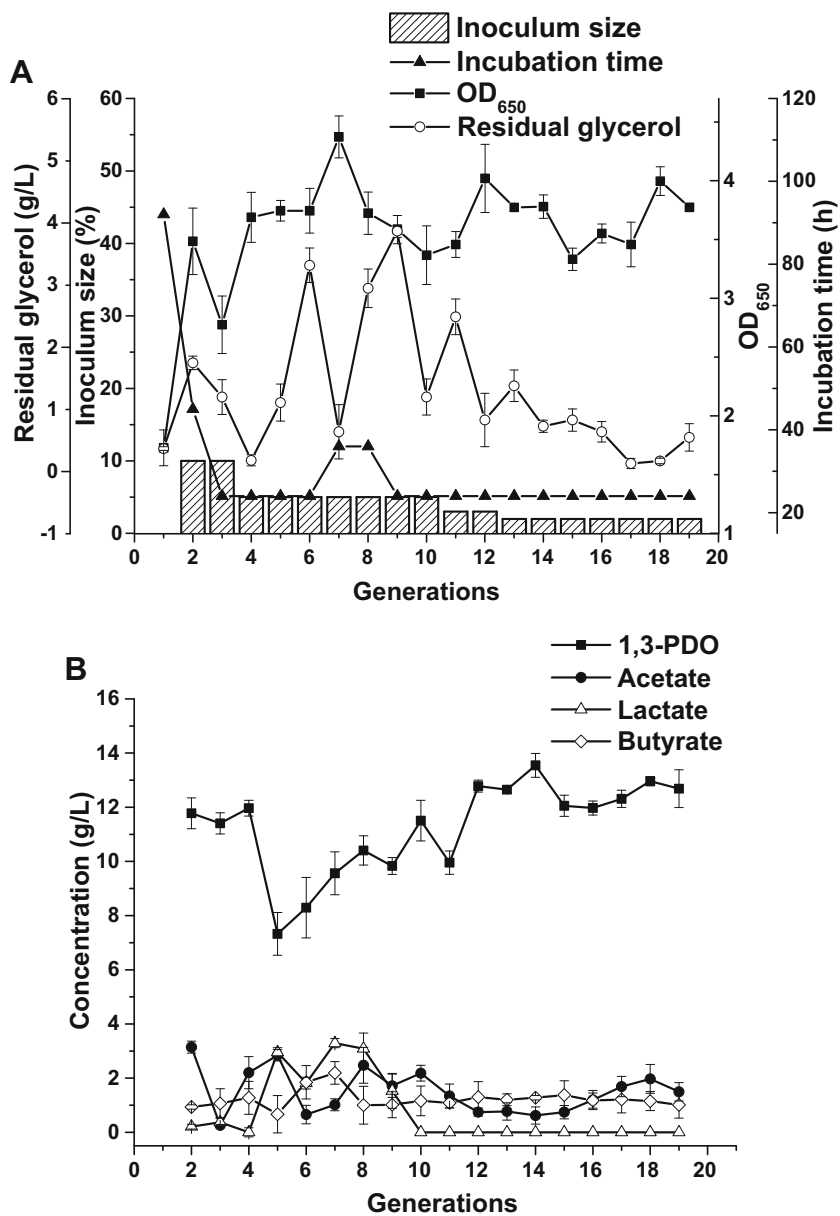 A
Inoculum size
Incubation time
OD650
Residual glycerol
Residual glycerol (g/L)
6
5
4
3
2
1
0
-1
Inoculum size (%)
60
50
40
30
20
10
0
OD650
4
3
2
1
Incubation time (h)
120
100
80
60
40
20
0 2 4 6 8 10 12 14 16 18 20
Generations
B
1,3-PDO
Acetate
Lactate
Butyrate
Concentration (g/L)
16
14
12
10
8
6
4
2
0
0 2 4 6 8 10 12 14 16 18 20
Generations